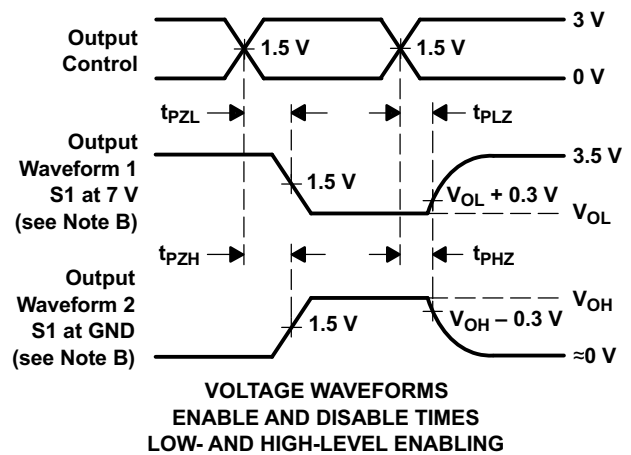 Output
Control
1.5 V
1.5 V
3 V
0 V
tPZL
tPLZ
Output
Waveform 1
S1 at 7 V
(see Note B)
1.5 V
3.5 V
VOL + 0.3 V
VOL
tPZH
tPHZ
Output
Waveform 2
S1 at GND
(see Note B)
1.5 V
VOH
VOH – 0.3 V
≈0 V
VOLTAGE WAVEFORMS
ENABLE AND DISABLE TIMES
LOW- AND HIGH-LEVEL ENABLING